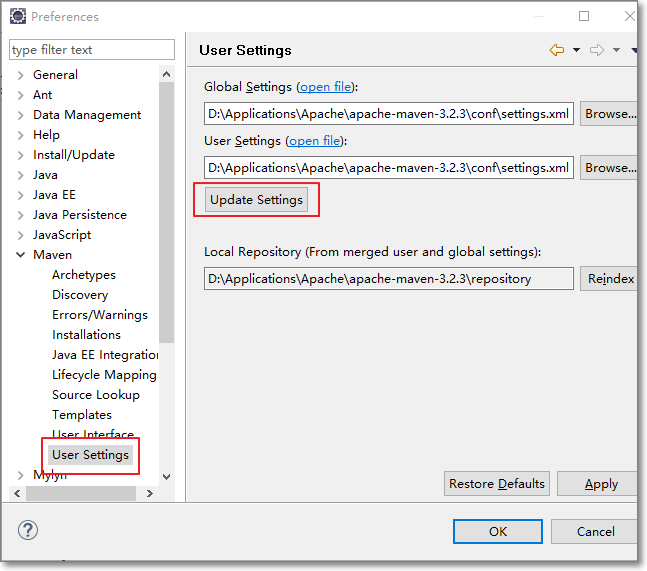 Preferences
type filter text
General
Ant
Data Management
Help
Install/Update
Java
Java EE
Java Persistence
JavaScript
Maven
Archetypes
Discovery
Errors/Warnings
Installations
Java EE Integration
Lifecycle Mapping
Source Lookup
Templates
User Interface
User Settings
Mylyn
User Settings
Global Settings (open file):
D:\Applications\Apache\apache-maven-3.2.3\conf\settings.xml
Browse...
User Settings (open file):
D:\Applications\Apache\apache-maven-3.2.3\conf\settings.xml
Browse...
Update Settings
Local Repository (From merged user and global settings):
D:\Applications\Apache\apache-maven-3.2.3\repository
Reindex
Restore Defaults
Apply
?
OK
Cancel